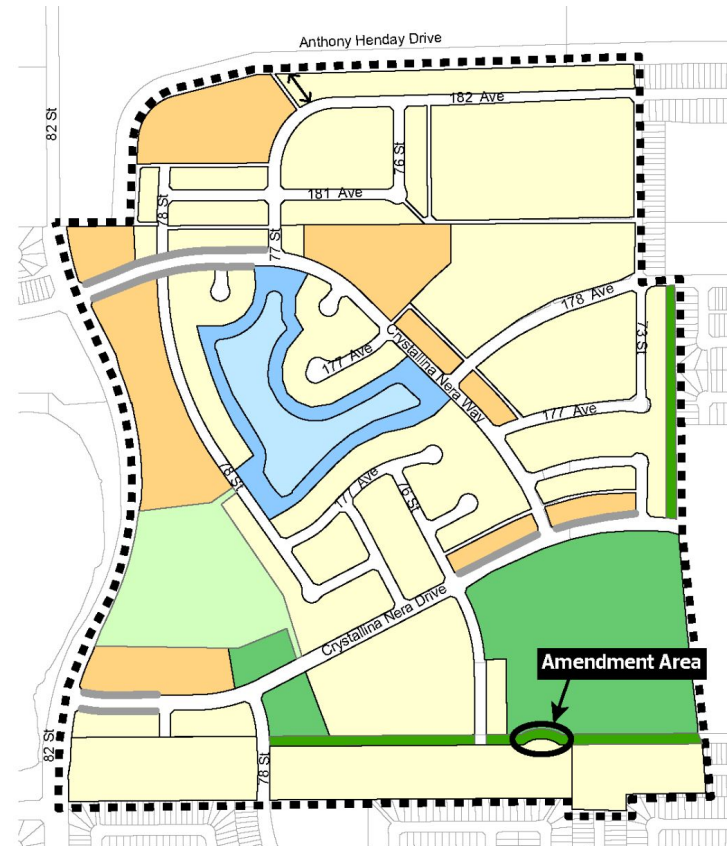 Anthony Henday Drive
82 St
182 Ave
76 St
181 Ave
78 St
77 St
178 Ave
73 St
Crystallina Nera Way
177 Ave
177 Ave
78 St
177 Ave
76 St
Crystallina Nera Drive
Amendment Area
82 St
78 St